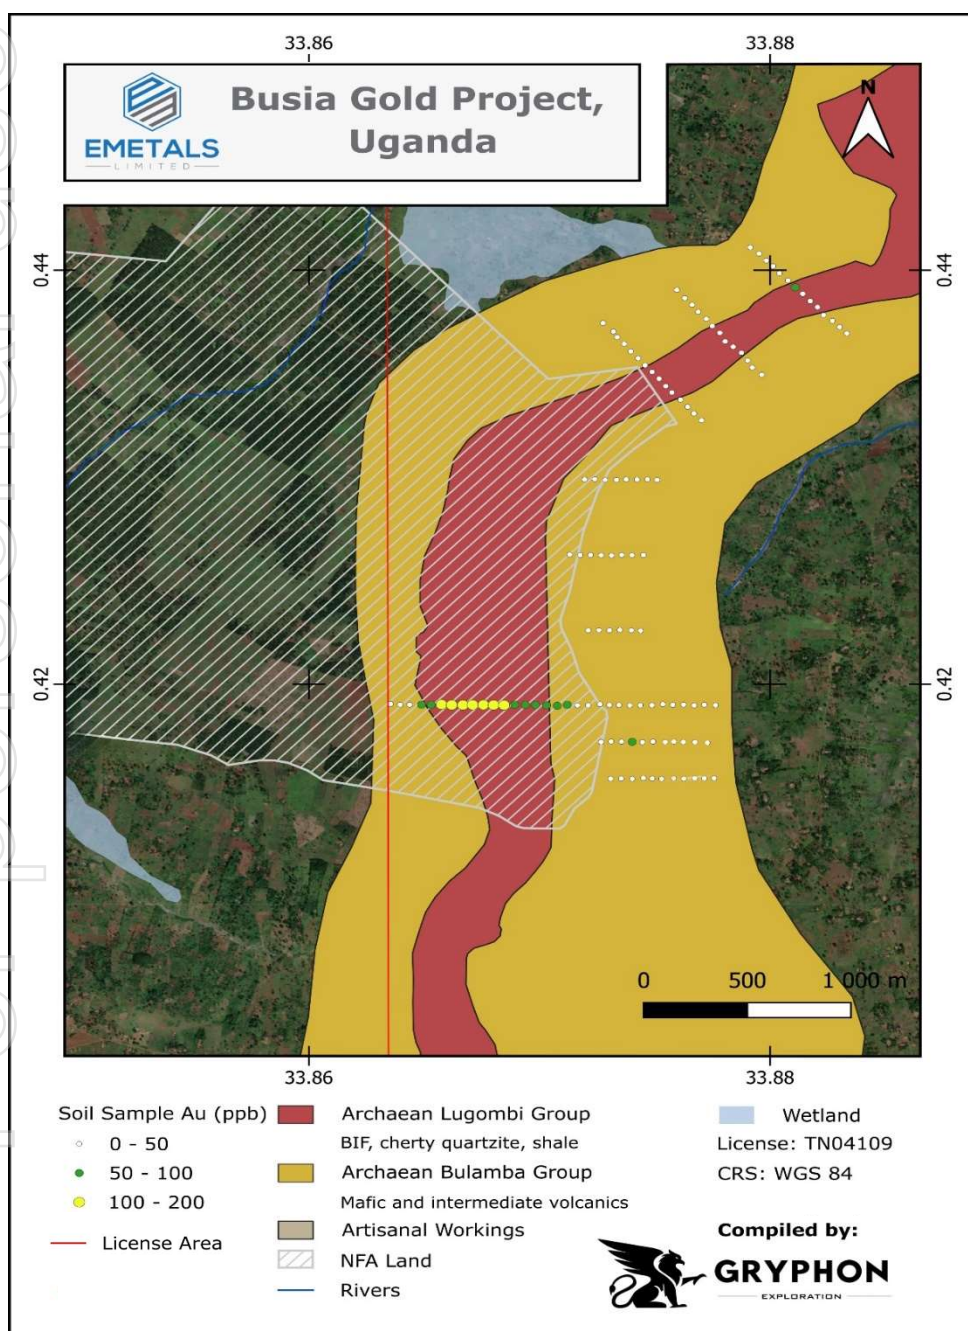 33.86
33.88
EMETALS
LIMITED
Busia Gold Project,
Uganda
N
0.44
0.44
0.42
0.42
0
500
1 000 m
33.86
33.88
Soil Sample Au (ppb)
0 - 50
50 - 100
100 - 200
License Area
Archaean Lugombi Group
BIF, cherty quartzite, shale
Archaean Bulamba Group
Mafic and intermediate volcanics
Artisanal Workings
NFA Land
Rivers
Wetland
License: TN04109
CRS: WGS 84
Compiled by:
GRYPHON
EXPLORATION